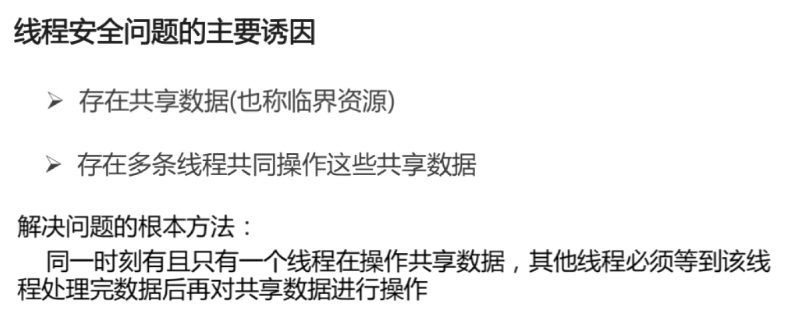 线程安全问题的主要诱因
➢ 存在共享数据(也称临界资源)
➢ 存在多条线程共同操作这些共享数据
解决问题的根本方法：
同一时刻有且只有一个线程在操作共享数据，其他线程必须等到该线
程处理完数据后再对共享数据进行操作